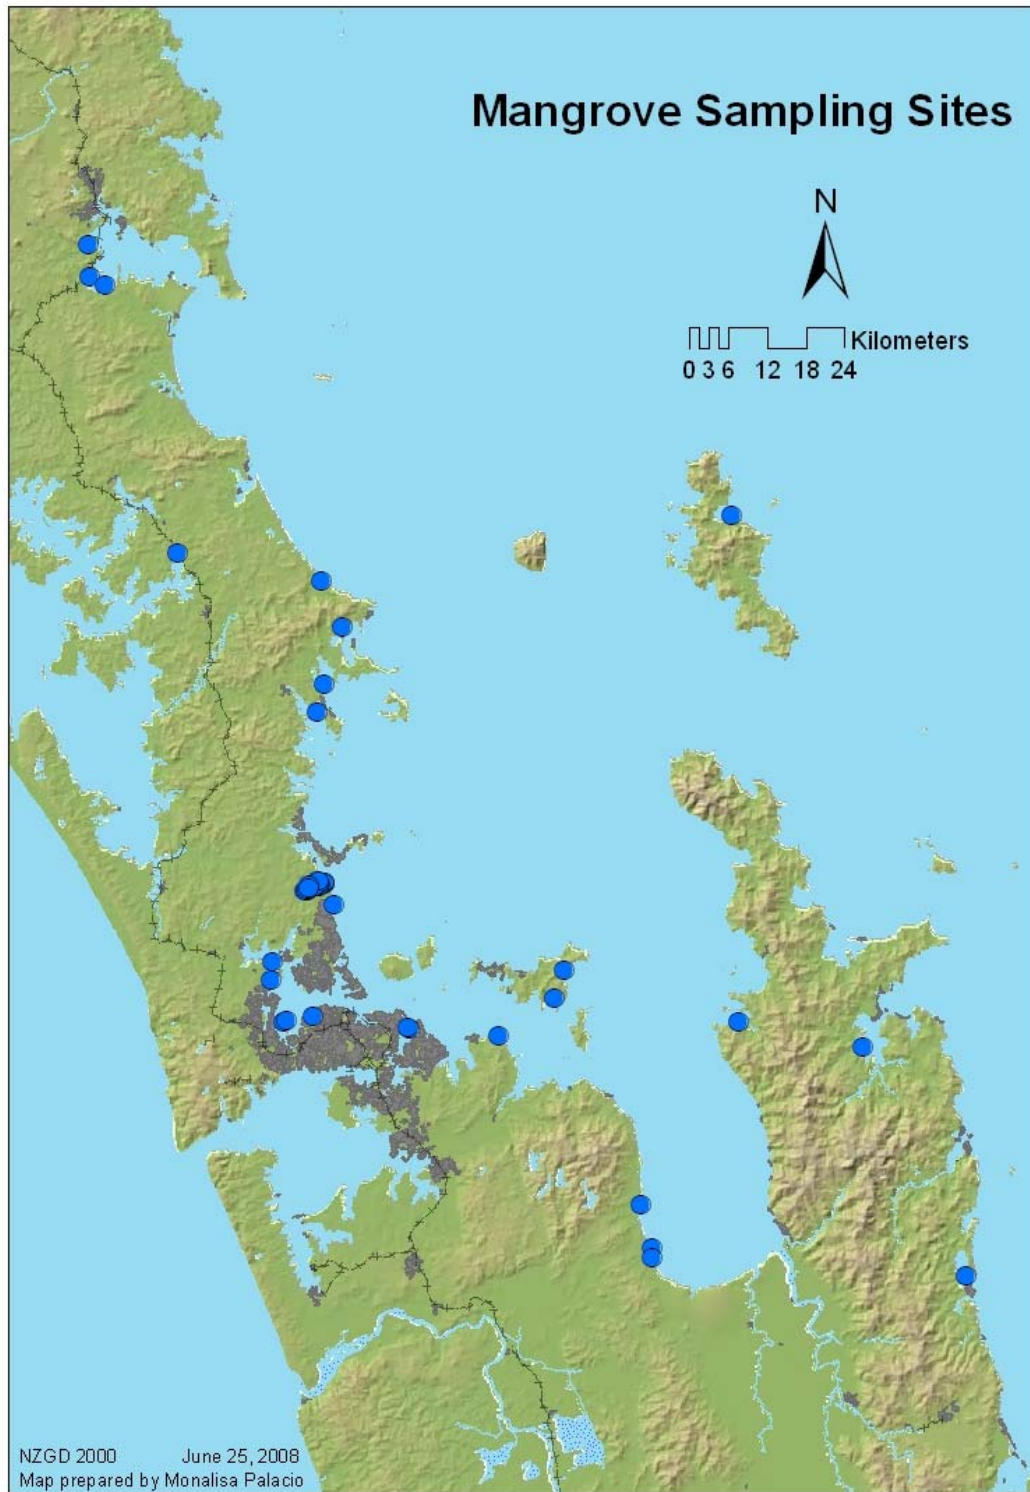 Mangrove Sampling Sites
N
Kilometers
0 3 6 12 18 24
NZGD 2000 June 25, 2008
Map prepared by Monalisa Palacio